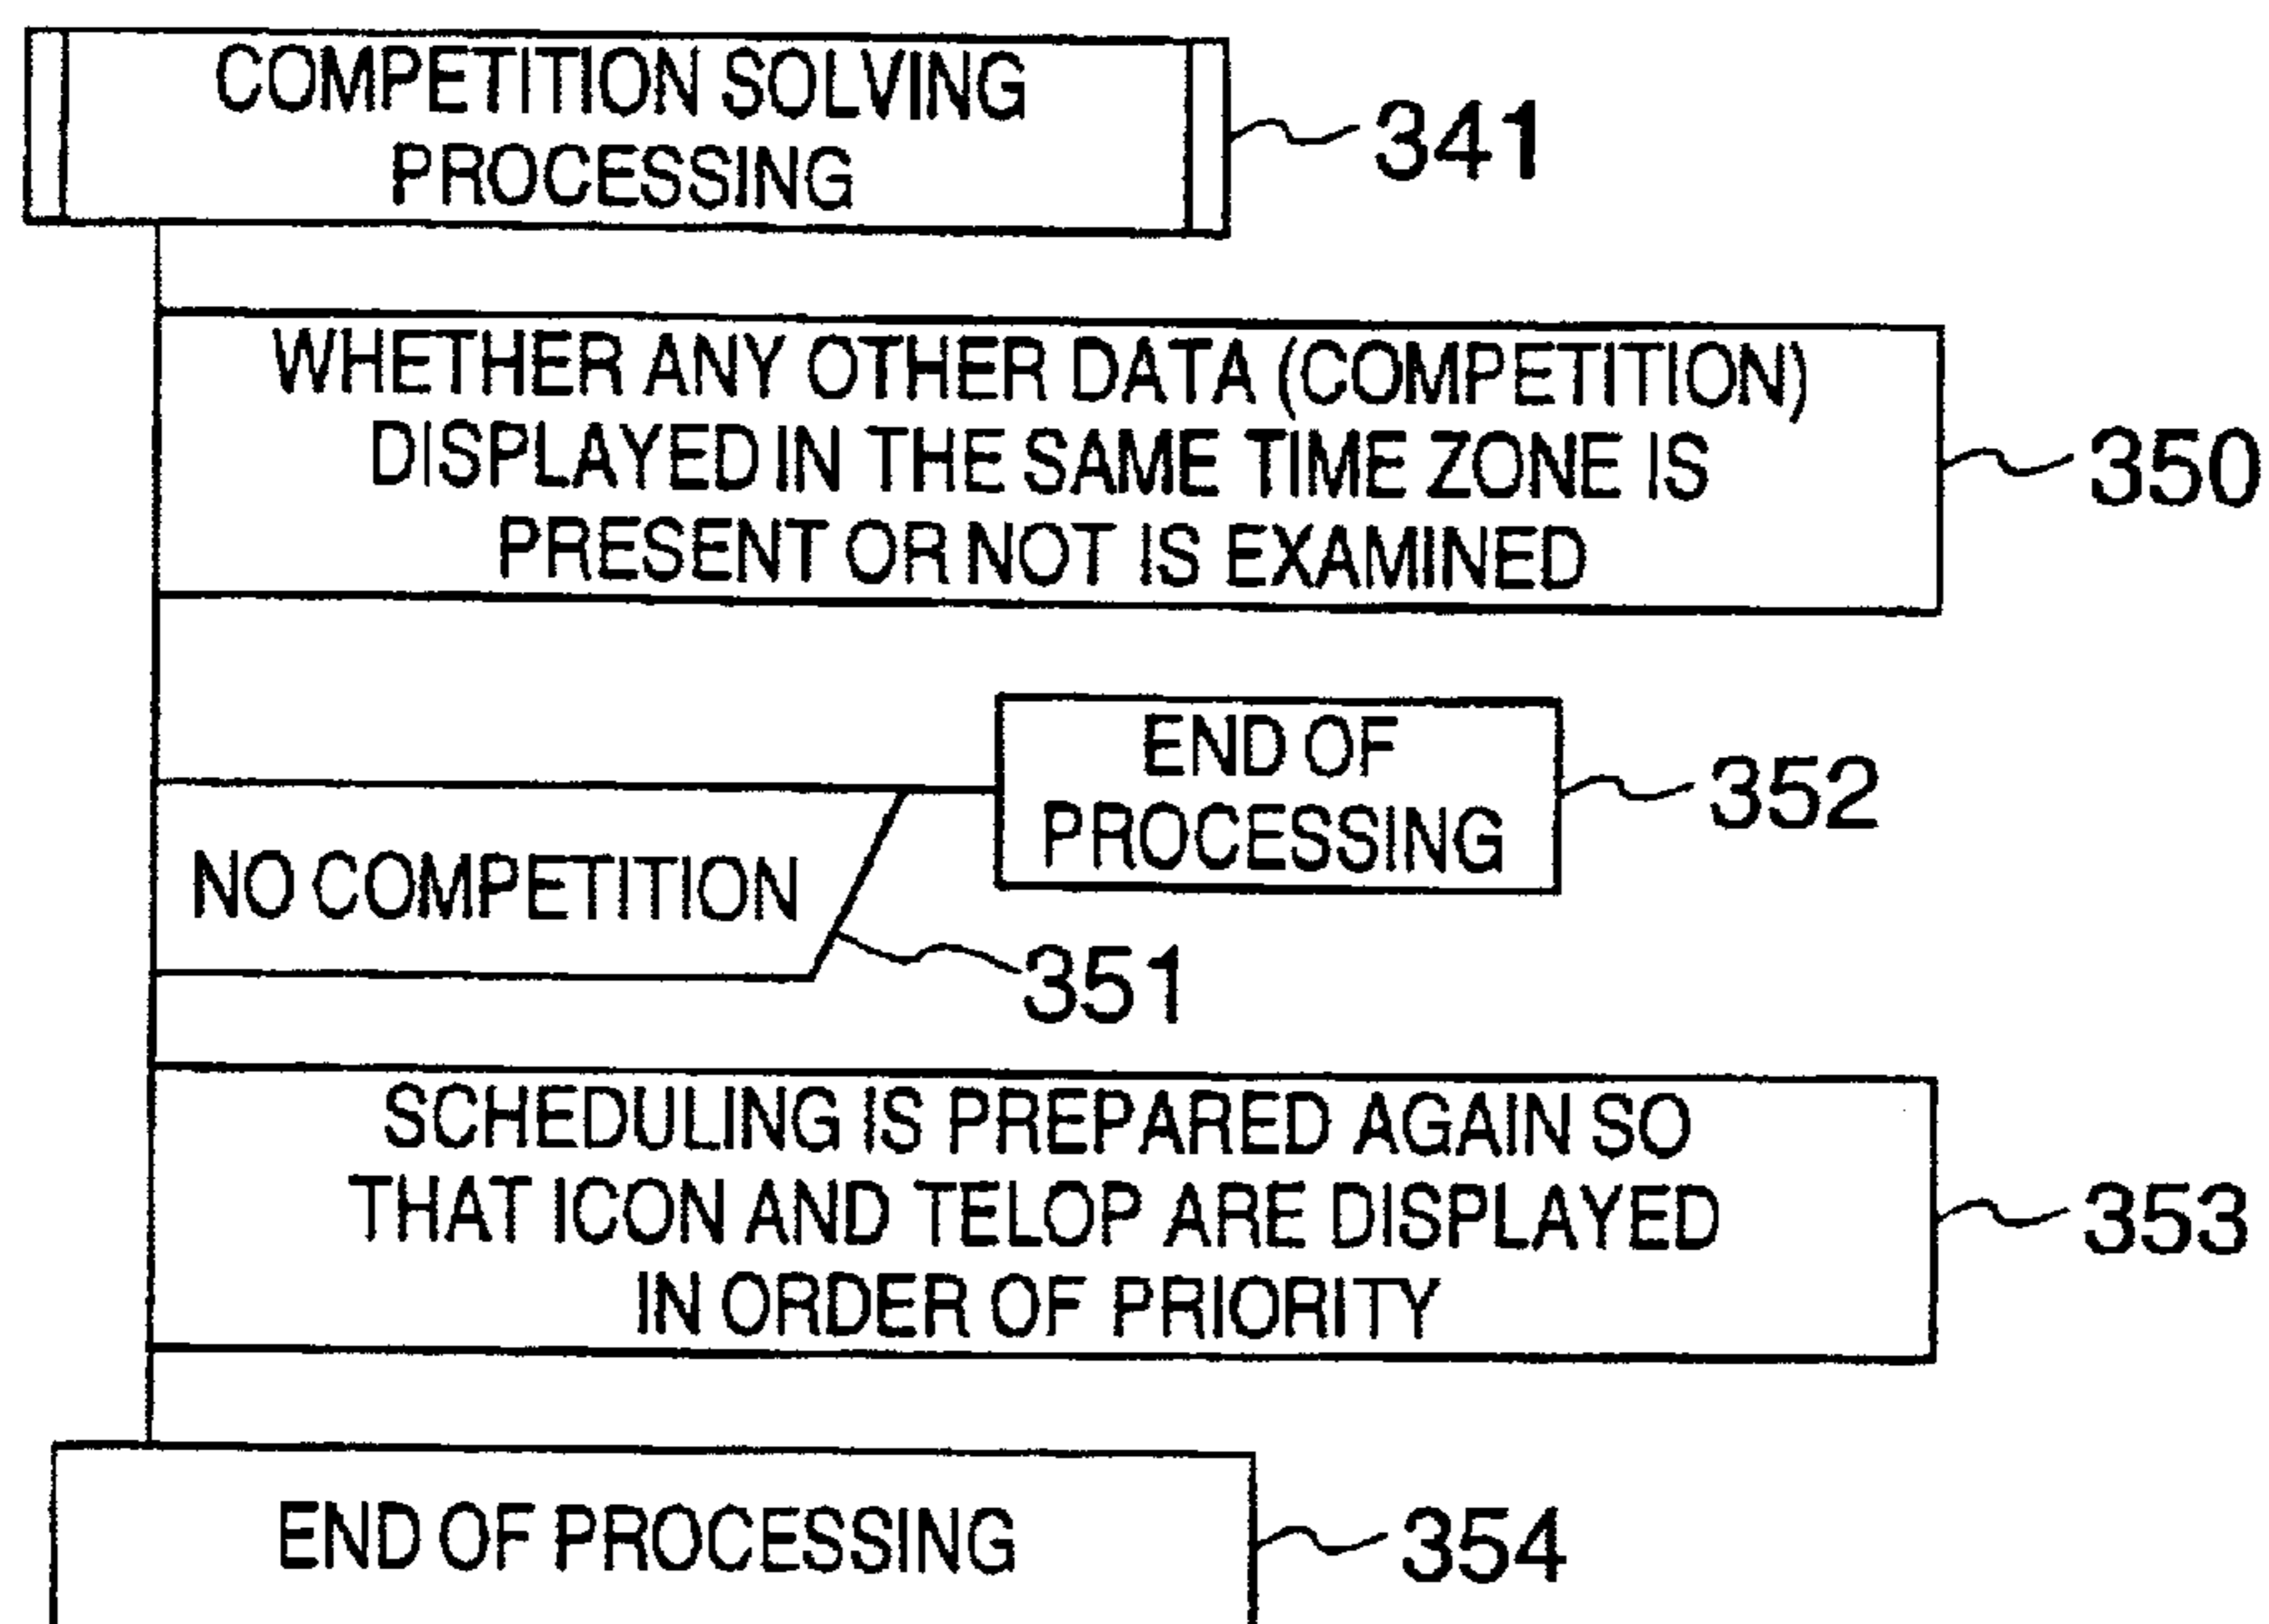 COMPETITION SOLVING
PROCESSING
341
WHETHER ANY OTHER DATA (COMPETITION)
DISPLAYED IN THE SAME TIME ZONE IS
PRESENT OR NOT IS EXAMINED
350
END OF
PROCESSING
352
NO COMPETITION
351
SCHEDULING IS PREPARED AGAIN SO
THAT ICON AND TELOP ARE DISPLAYED
IN ORDER OF PRIORITY
353
END OF PROCESSING
354